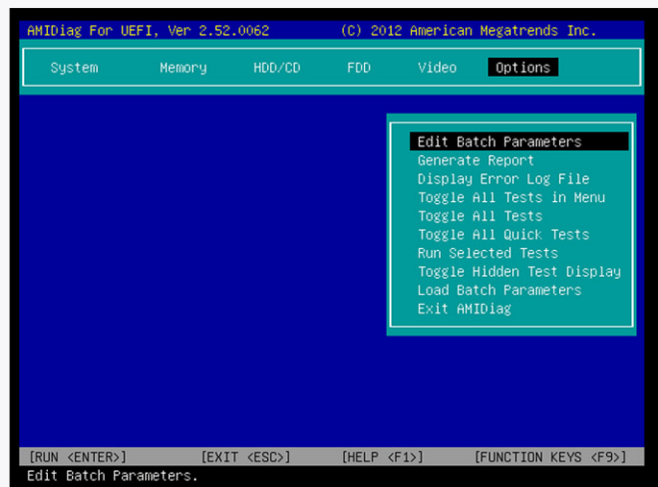 AMIDiag For UEFI, Ver 2.52.0062 (C) 2012 American Megatrends Inc.
System Memory HDD/CD FDD Video Options
Edit Batch Parameters
Generate Report
Display Error Log File
Toggle All Tests in Menu
Toggle All Tests
Toggle All Quick Tests
Run Selected Tests
Toggle Hidden Test Display
Load Batch Parameters
Exit AMIDiag
[RUN <ENTER>] [EXIT <ESC>] [HELP <F1>] [FUNCTION KEYS <F9>]
Edit Batch Parameters.